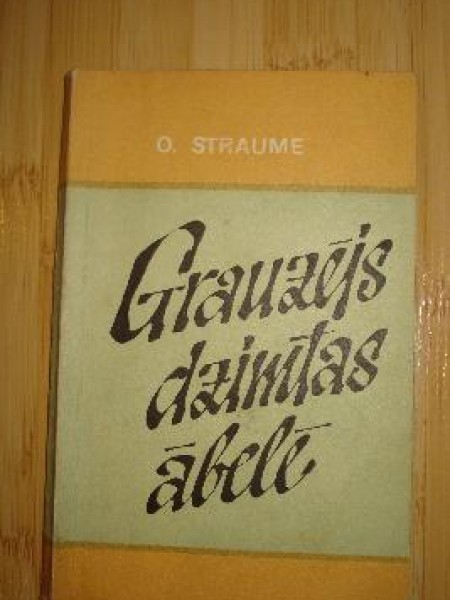 O. STRAUME
Grauzējs
dzimtas
ābelē